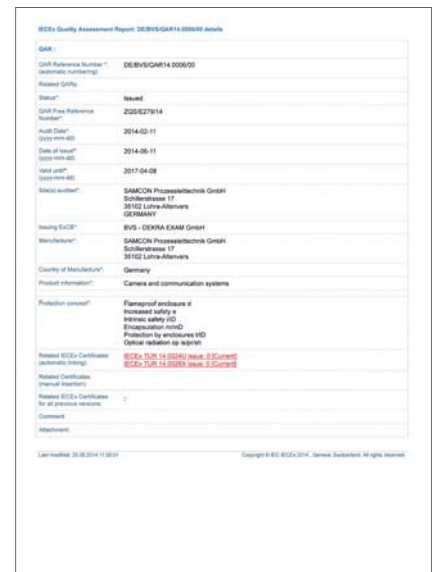 IECEx Quality Assessment Report: DE/BVS/QAR14.0006/00 details
QAR :
QAR Reference Number *: DE/BVS/QAR14.0006/00
(automatic numbering)
Related QARs:
Status*: Issued
QAR Free Reference ZQS/E279/14
Number*:
Audit Date*: 2014-02-11
(yyyy-mm-dd)
Date of Issue*: 2014-06-11
(yyyy-mm-dd)
Valid until*: 2017-04-08
(yyyy-mm-dd)
Site(s) audited*: SAMCON Prozessleittechnik GmbH
Schillerstrasse 17
35102 Lohra-Altenvers
GERMANY
Issuing ExCB*: BVS - DEKRA EXAM GmbH
Manufacturer*: SAMCON Prozessleittechnik GmbH
Schillerstrasse 17
35102 Lohra-Altenvers
Country of Manufacture*: Germany
Product information*: Camera and communication systems
Protection concept*: Flameproof enclosure d
Increased safety e
Intrinsic safety i/iD
Encapsulation m/mD
Protection by enclosures t/tD
Optical radiation op is/pr/sh
Related IECEx Certificates IECEx TUR 14.0024U issue: 0 [Current]
(automatic linking): IECEx TUR 14.0026X issue: 0 [Current]
Related Certificates
(manual insertion):
Related IECEx Certificates :
for all previous versions:
Comment:
Attachment:
Last modified: 25.08.2014 11:26:01 Copyright © IEC IECEx 2014 , Geneva, Switzerland. All rights reserved.